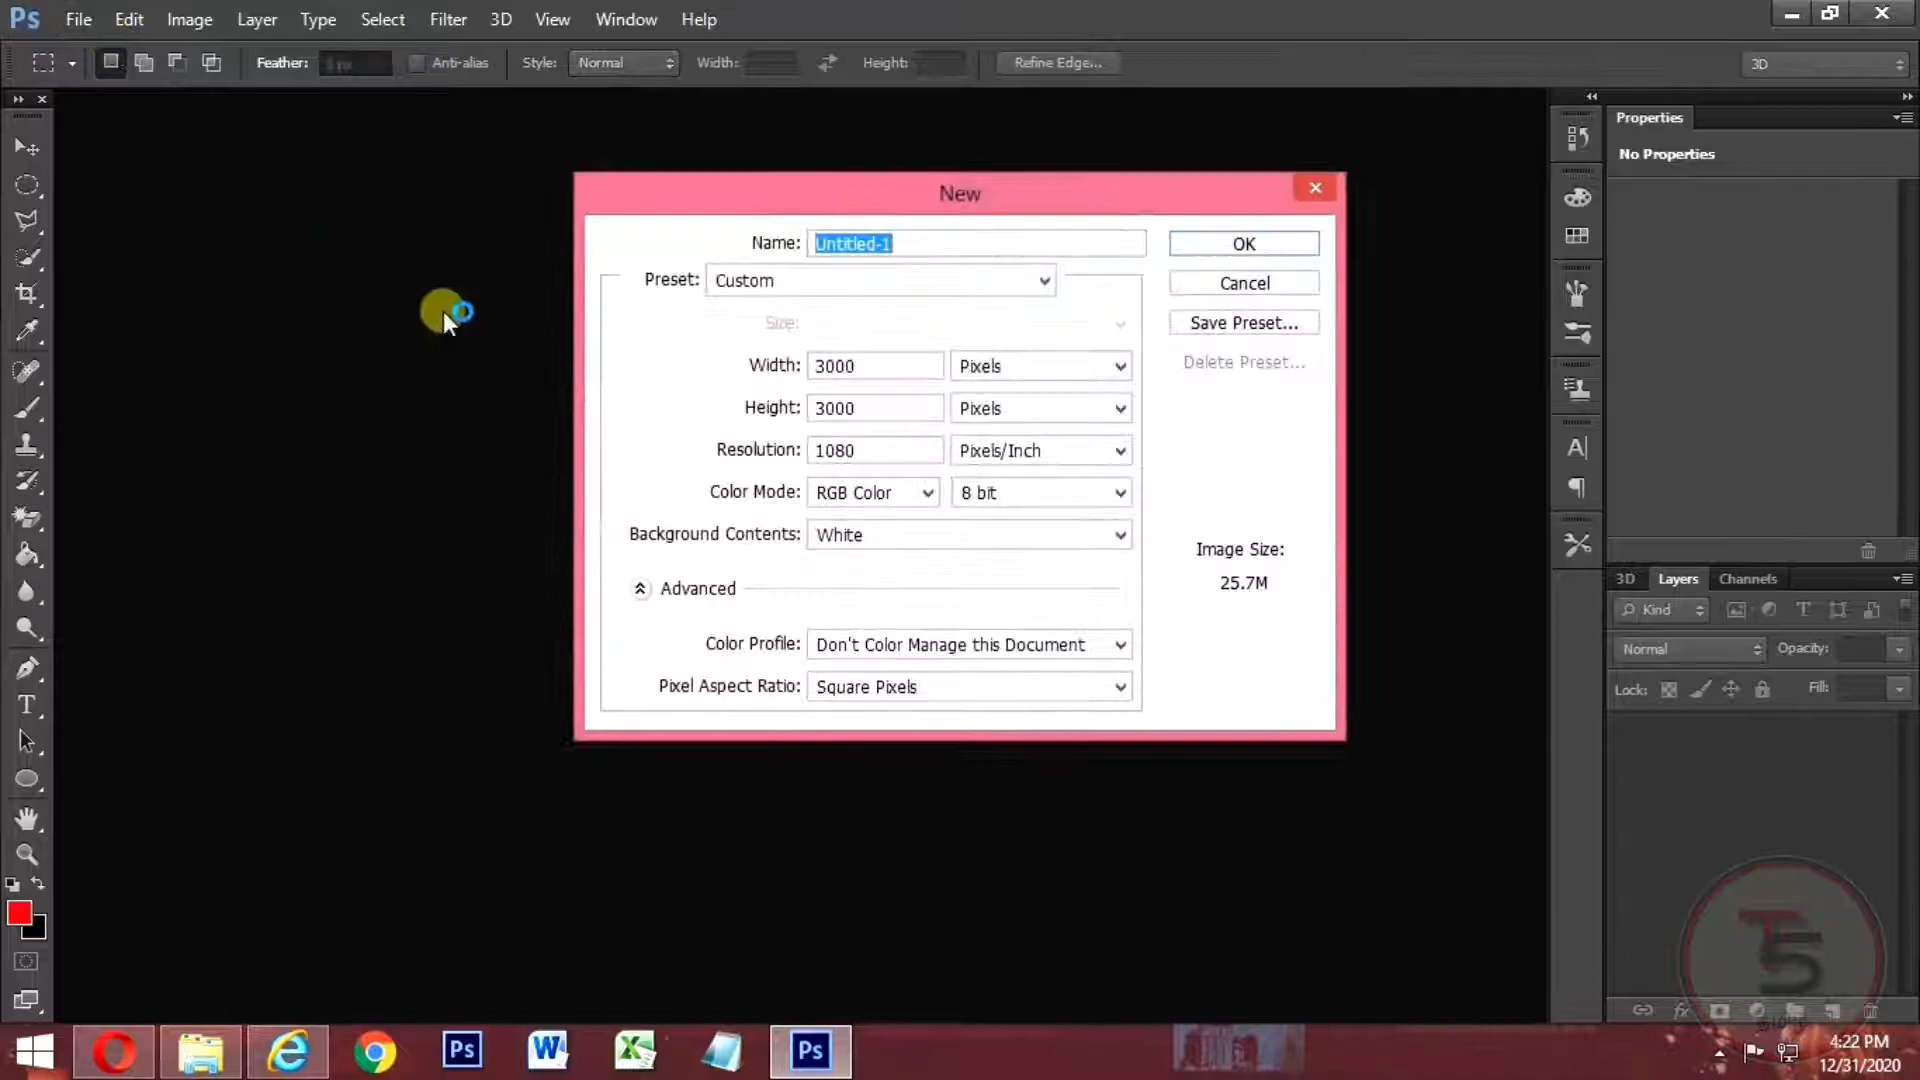 Ps File Edit Image Layer Type Select Filter 3D View Window Help
Feather: Anti-alias Style: Normal Width: Height: Refine Edge... 3D
Properties
No Properties
New
Name: Untitled-1 OK
Preset: Custom Cancel
Size: Save Preset...
Width: 3000 Pixels Delete Preset...
Height: 3000 Pixels
Resolution: 1080 Pixels/Inch
Color Mode: RGB Color 8 bit
Background Contents: White
Image Size:
25.7M
Advanced
Color Profile: Don't Color Manage this Document
Pixel Aspect Ratio: Square Pixels
3D Layers Channels
Kind
Normal Opacity:
Lock: Fill:
Ps Ps
4:22 PM
12/31/2020